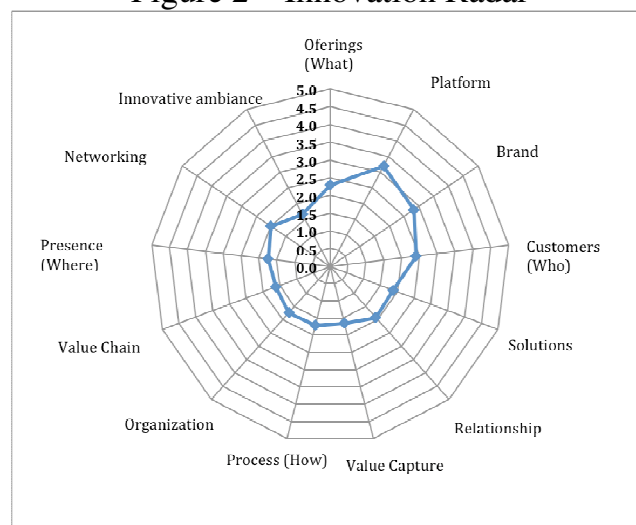 Figure 2 – Innovation Radar
Oferings
(What)
Platform
Brand
Customers
(Who)
Solutions
Relationship
Value Capture
Process (How)
Organization
Value Chain
Presence
(Where)
Networking
Innovative ambiance
5.0
4.5
4.0
3.5
3.0
2.5
2.0
1.5
1.0
0.5
0.0